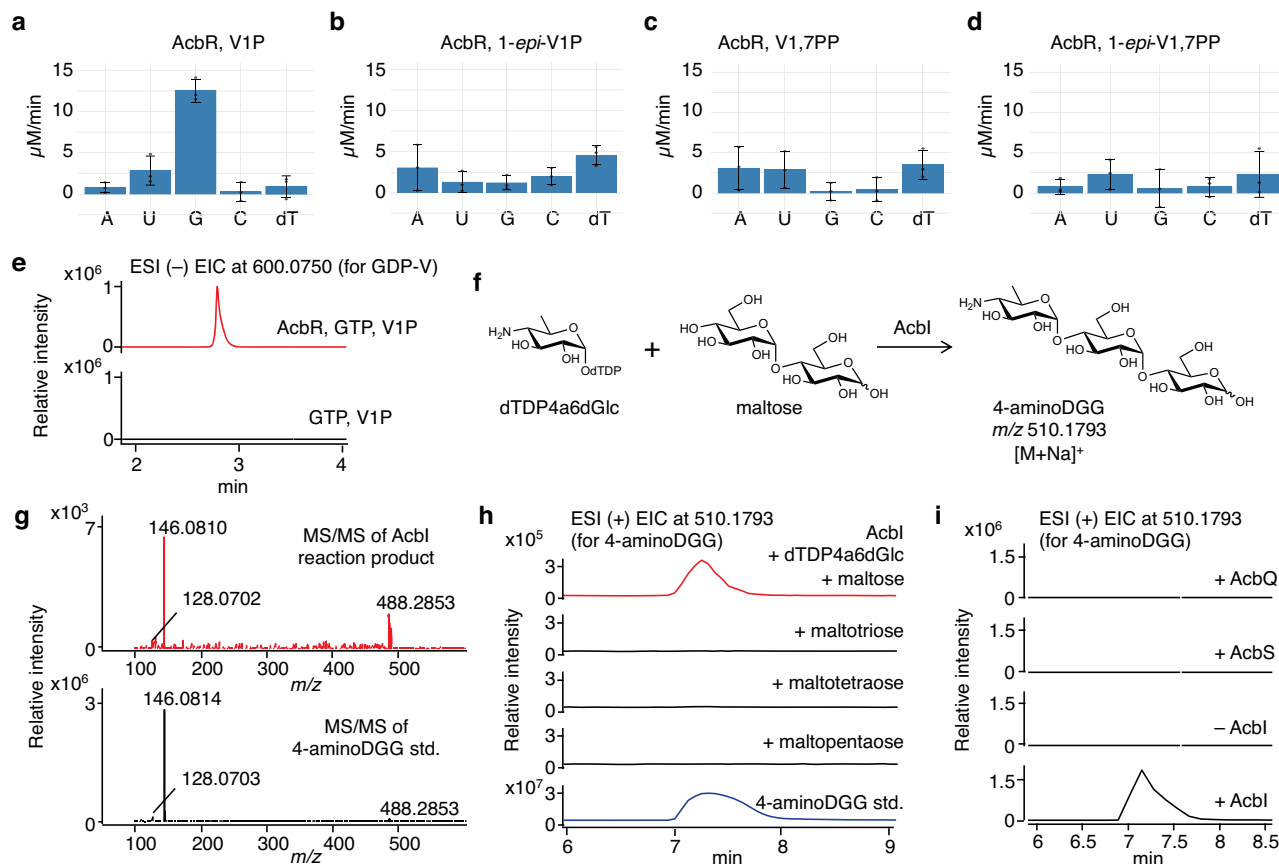 a
AcbR, V1P
15
10
5
0
µM/min
A U G C dT
b
AcbR, 1-epi-V1P
15
10
5
0
µM/min
A U G C dT
c
AcbR, V1,7PP
15
10
5
0
µM/min
A U G C dT
d
AcbR, 1-epi-V1,7PP
15
10
5
0
µM/min
A U G C dT
e
ESI (–) EIC at 600.0750 (for GDP-V)
x10⁶
1
0
AcbR, GTP, V1P
x10⁶
1
0
GTP, V1P
Relative intensity
2 3 4
min
f
H₂N
HO
OH
OdTDP
dTDP4a6dGlc
+
OH
HO
HO
OH
O
OH
HO
OH
OH
maltose
AcbI
H₂N
HO
OH
O
OH
HO
OH
O
OH
HO
OH
OH
4-aminoDGG
m/z 510.1793
[M+Na]⁺
g
x10³
7
0
146.0810
128.0702
488.2853
MS/MS of AcbI
reaction product
100 200 300 400 500
m/z
x10⁶
3
0
146.0814
128.0703
488.2853
MS/MS of
4-aminoDGG std.
100 200 300 400 500
m/z
Relative intensity
h
ESI (+) EIC at 510.1793
(for 4-aminoDGG)
x10⁵
AcbI
+ dTDP4a6dGlc
+ maltose
3
0
+ maltotriose
3
0
+ maltotetraose
3
0
+ maltopentaose
3
0
x10⁷
4-aminoDGG std.
3
0
Relative intensity
6 7 8 9
min
i
ESI (+) EIC at 510.1793
(for 4-aminoDGG)
x10⁶
1.5
0
+ AcbQ
1.5
0
+ AcbS
1.5
0
– AcbI
1.5
0
+ AcbI
Relative intensity
6 6.5 7 7.5 8 8.5
min